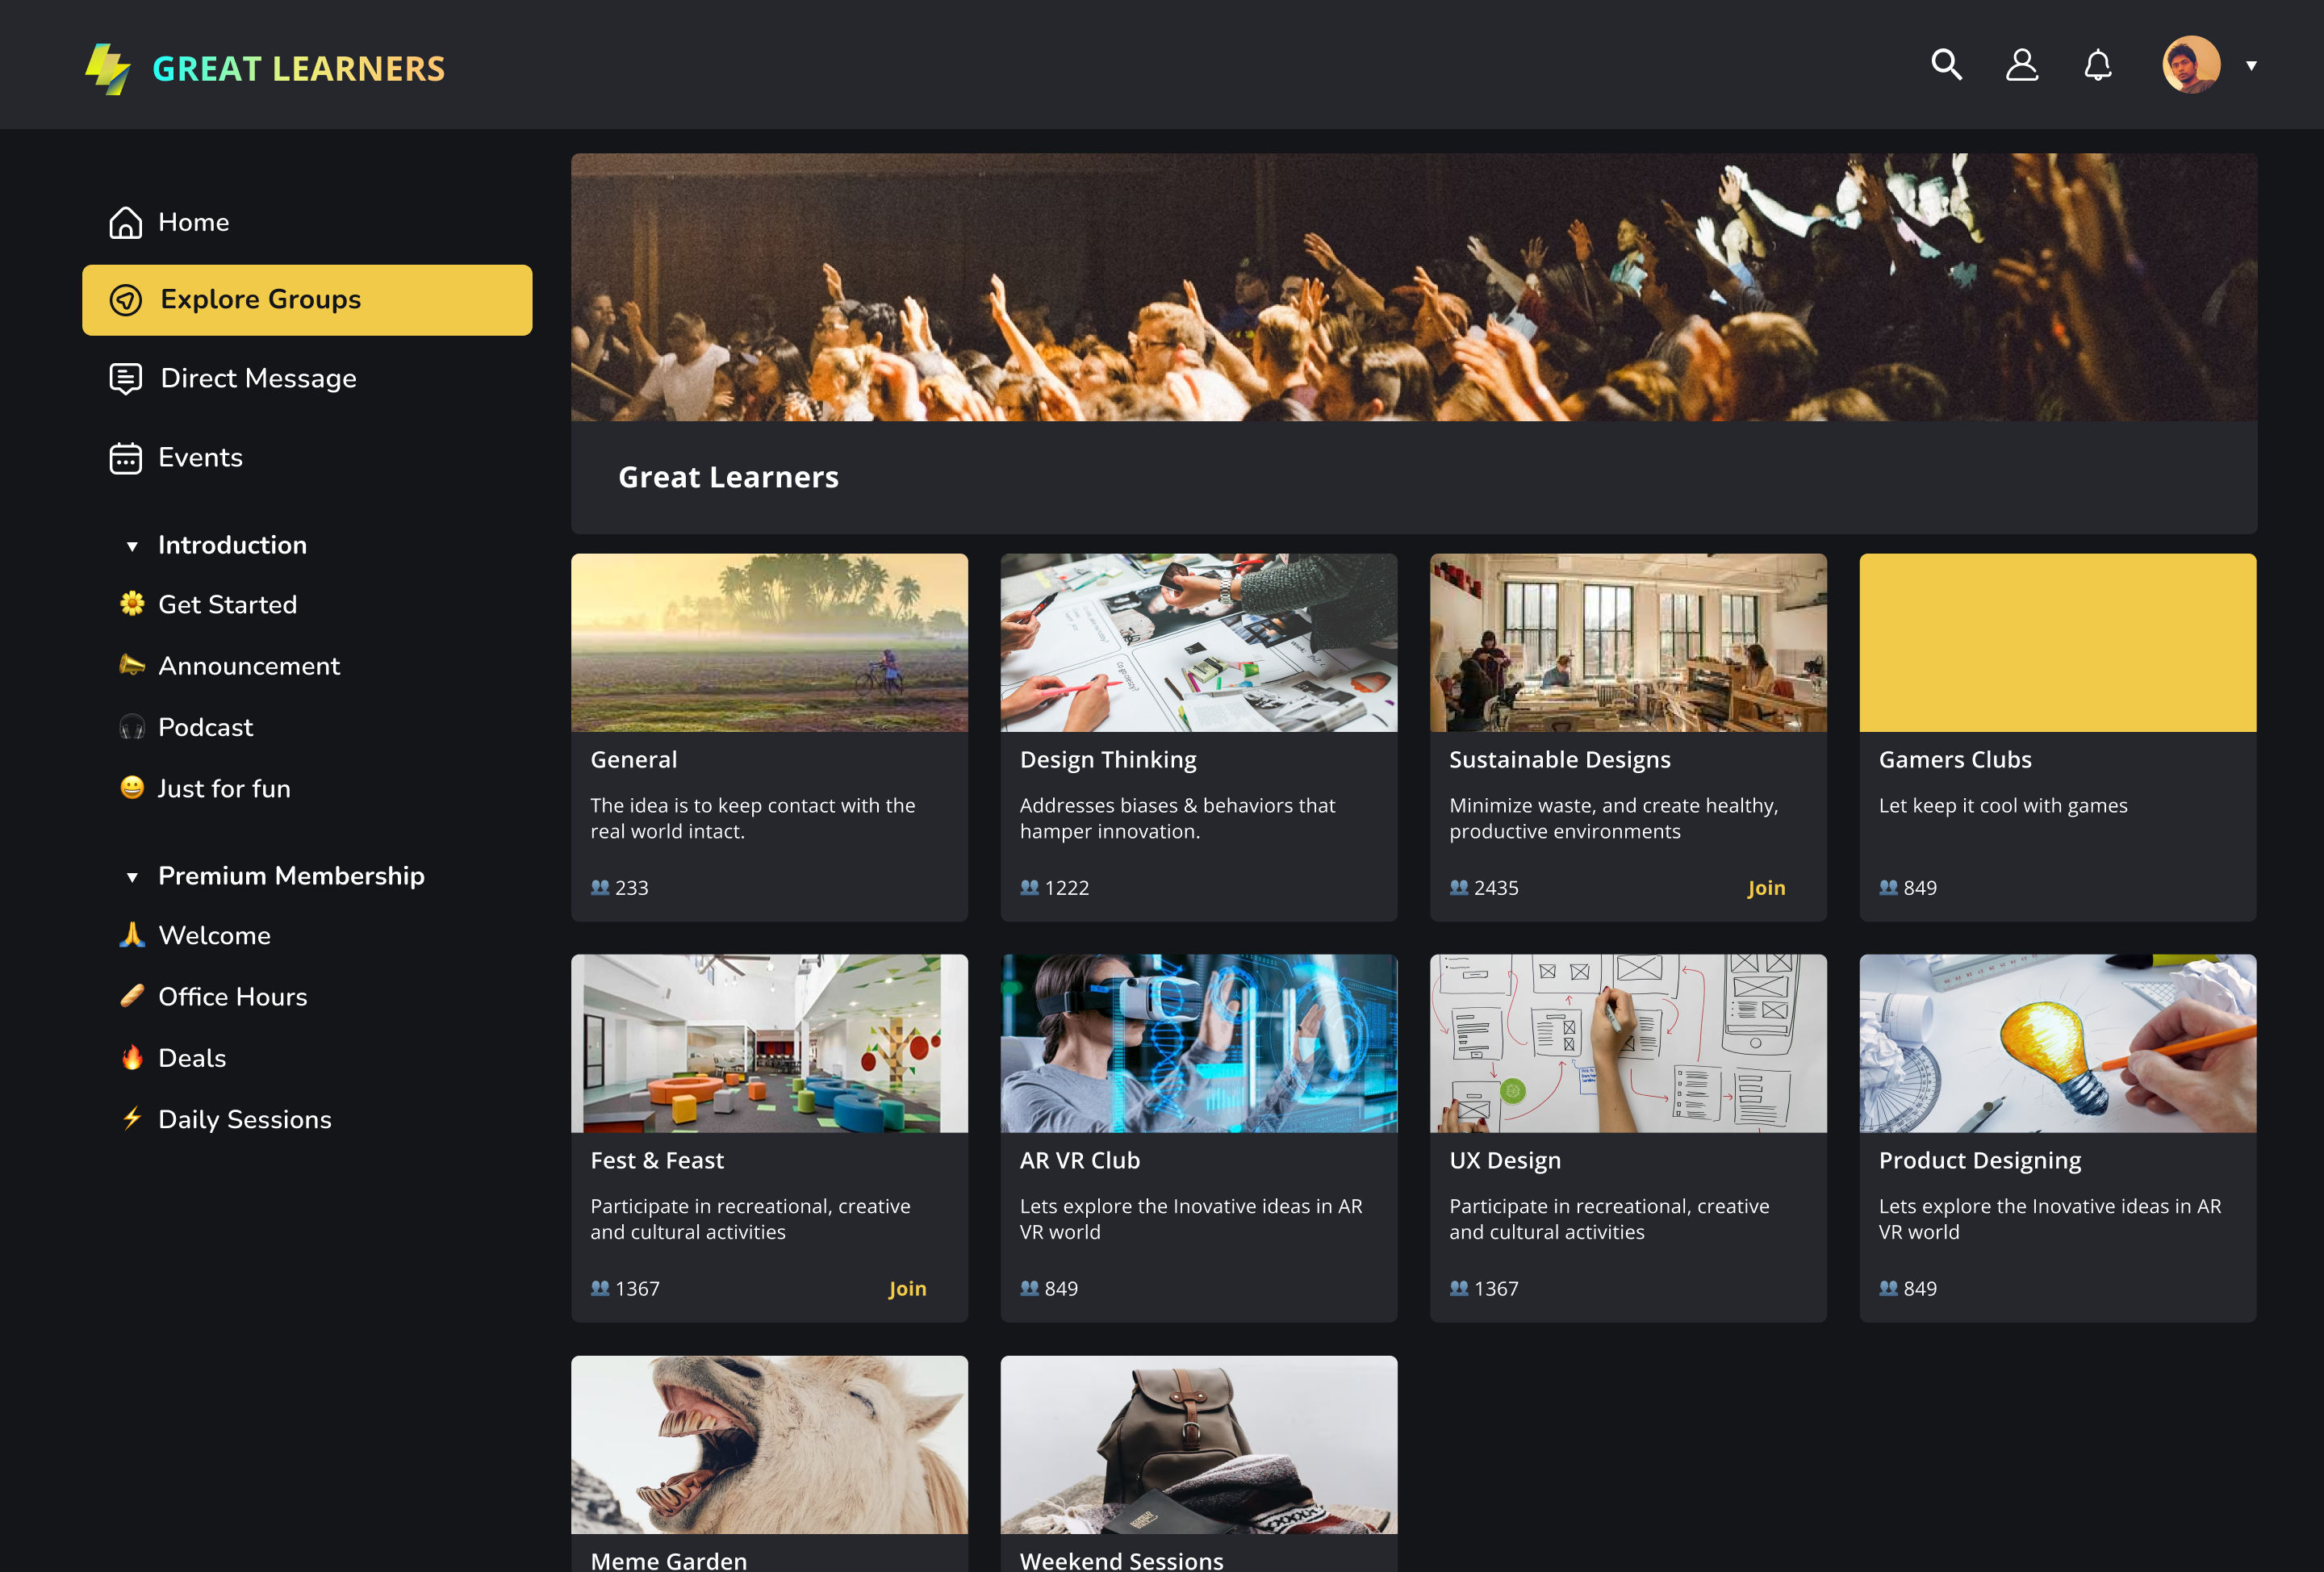 GREAT LEARNERS
Home
Explore Groups
Direct Message
Events
Introduction
Get Started
Announcement
Podcast
Just for fun
Premium Membership
Welcome
Office Hours
Deals
Daily Sessions
Great Learners
General
The idea is to keep contact with the
real world intact.
233
Design Thinking
Addresses biases & behaviors that
hamper innovation.
1222
Sustainable Designs
Minimize waste, and create healthy,
productive environments
2435 Join
Gamers Clubs
Let keep it cool with games
849
Fest & Feast
Participate in recreational, creative
and cultural activities
1367 Join
AR VR Club
Lets explore the Inovative ideas in AR
VR world
849
UX Design
Participate in recreational, creative
and cultural activities
1367
Product Designing
Lets explore the Inovative ideas in AR
VR world
849
Meme Garden
Weekend Sessions